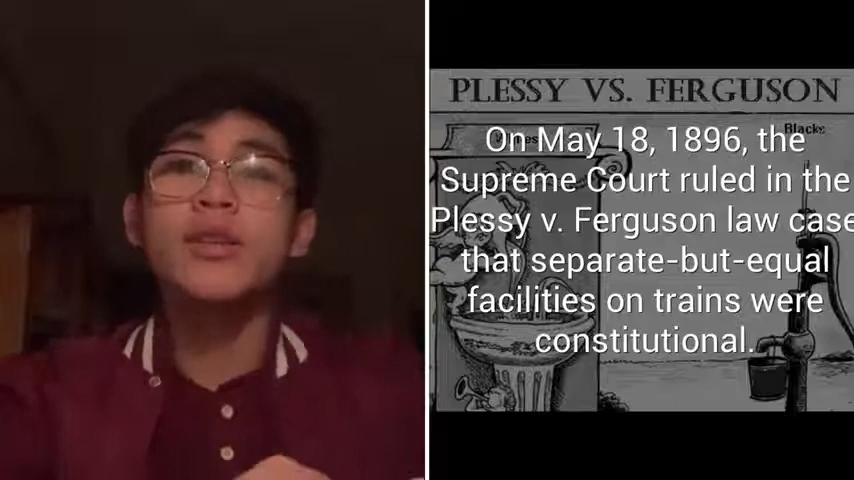 PLESSY VS. FERGUSON
Blacks
On May 18, 1896, the
Supreme Court ruled in the
Plessy v. Ferguson law case
that separate-but-equal
facilities on trains were
constitutional.